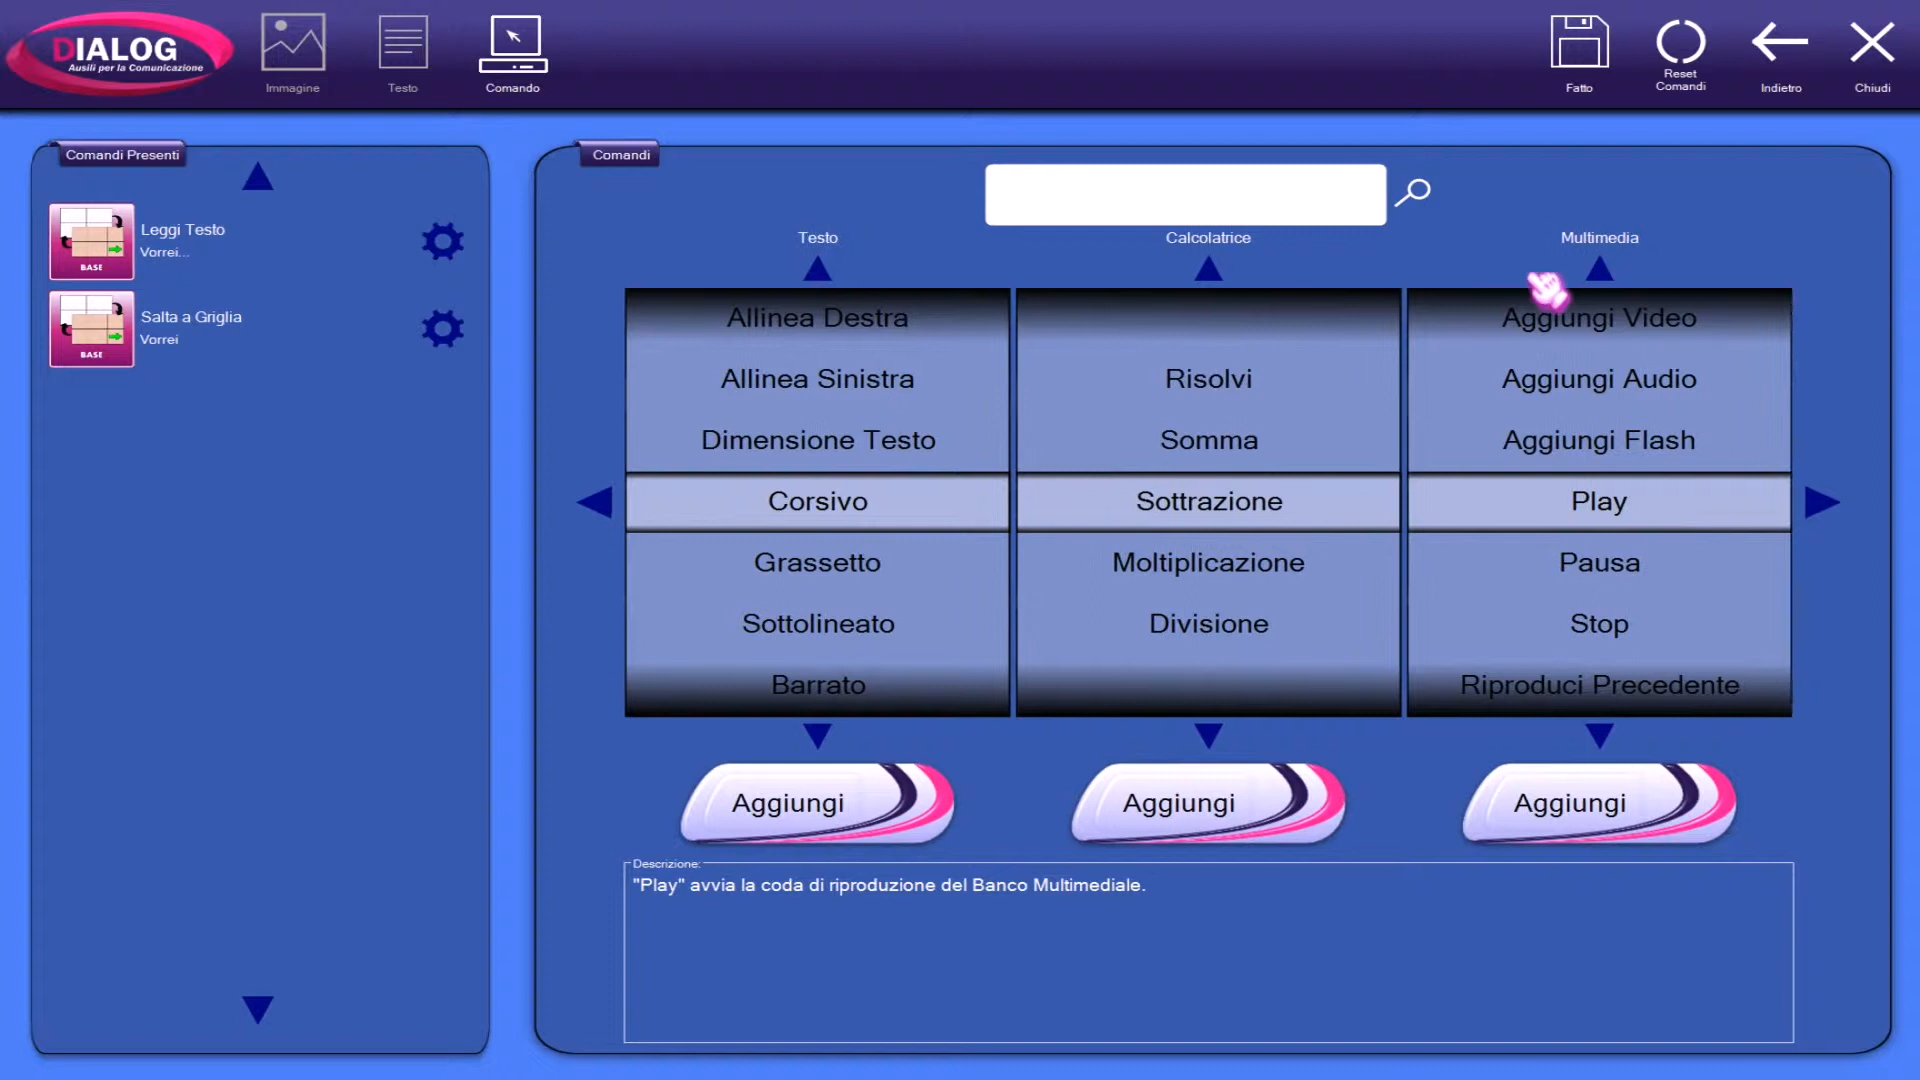 DIALOG
Ausili per la Comunicazione
Immagine
Testo
Comando
Fatto
Reset
Comandi
Indietro
Chiudi
Comandi Presenti
Leggi Testo
Vorrei...
BASE
Salta a Griglia
Vorrei
BASE
Comandi
Testo
Calcolatrice
Multimedia
Allinea Destra
Allinea Sinistra
Dimensione Testo
Corsivo
Grassetto
Sottolineato
Barrato
Risolvi
Somma
Sottrazione
Moltiplicazione
Divisione
Aggiungi Video
Aggiungi Audio
Aggiungi Flash
Play
Pausa
Stop
Riproduci Precedente
Aggiungi
Aggiungi
Aggiungi
Descrizione:
"Play" avvia la coda di riproduzione del Banco Multimediale.